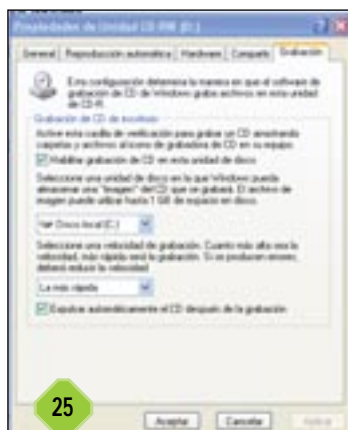 Propiedades de Unidad CD-RW (D:)
General Reproducción automática Hardware Compartir Grabación
Esta configuración determina la manera en que el software de
grabación de CD de Windows graba archivos en esta unidad
de CD-R.
Grabación de CD de escritorio
Active esta casilla de verificación para grabar un CD arrastrando
carpetas y archivos al icono de grabadora de CD en su equipo.
Habilitar grabación de CD en esta unidad de disco
Seleccione una unidad de disco en la que Windows pueda
almacenar una "imagen" del CD que se grabará. El archivo de
imagen puede utilizar hasta 1 GB de espacio en disco.
Disco local (C:)
Seleccione una velocidad de grabación. Cuanto más alta sea la
velocidad, más rápida será la grabación. Si se producen errores,
deberá reducir la velocidad.
La más rápida
Expulsar automáticamente el CD después de la grabación
25
Aceptar Cancelar Aplicar